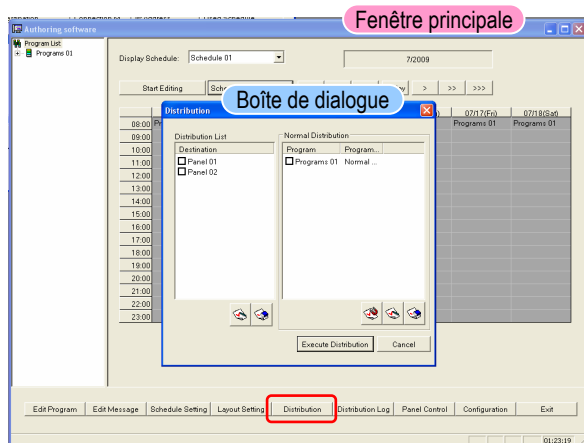 Fenêtre principale
Authoring software
Program List
Programs 01
Display Schedule: Schedule 01
7/2009
Start Editing > >> >>>
Boîte de dialogue
Distribution
07/17(Fri) 07/18(Sat)
Programs 01 Programs 01
08:00
09:00
10:00
11:00
12:00
13:00
14:00
15:00
16:00
17:00
18:00
19:00
20:00
21:00
22:00
23:00
Distribution List
Destination
Panel 01
Panel 02
Normal Distribution
Program Program...
Programs 01 Normal ...
Execute Distribution Cancel
Edit Program Edit Message Schedule Setting Layout Setting Distribution Distribution Log Panel Control Configuration Exit
01:23:19